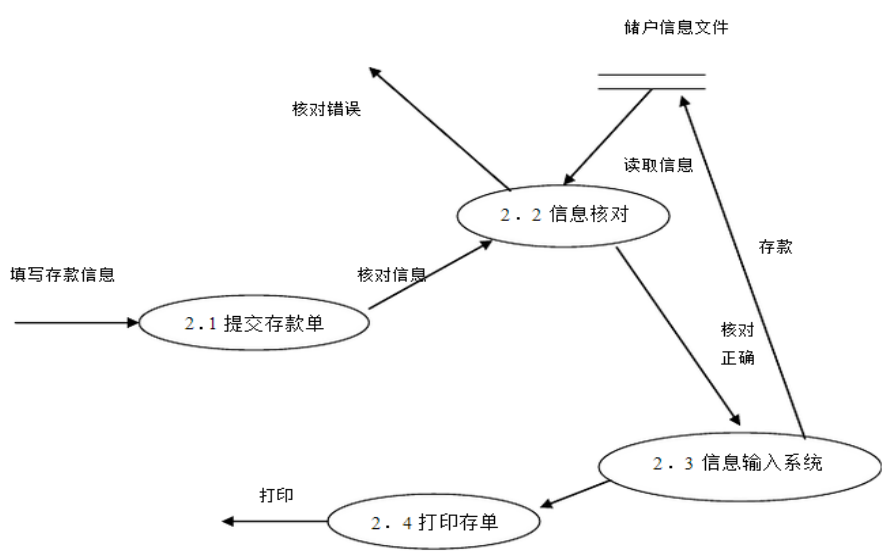 储户信息文件
核对错误
读取信息
2．2 信息核对
存款
填写存款信息
核对信息
2.1 提交存款单
核对
正确
2．3 信息输入系统
打印
2．4 打印存单